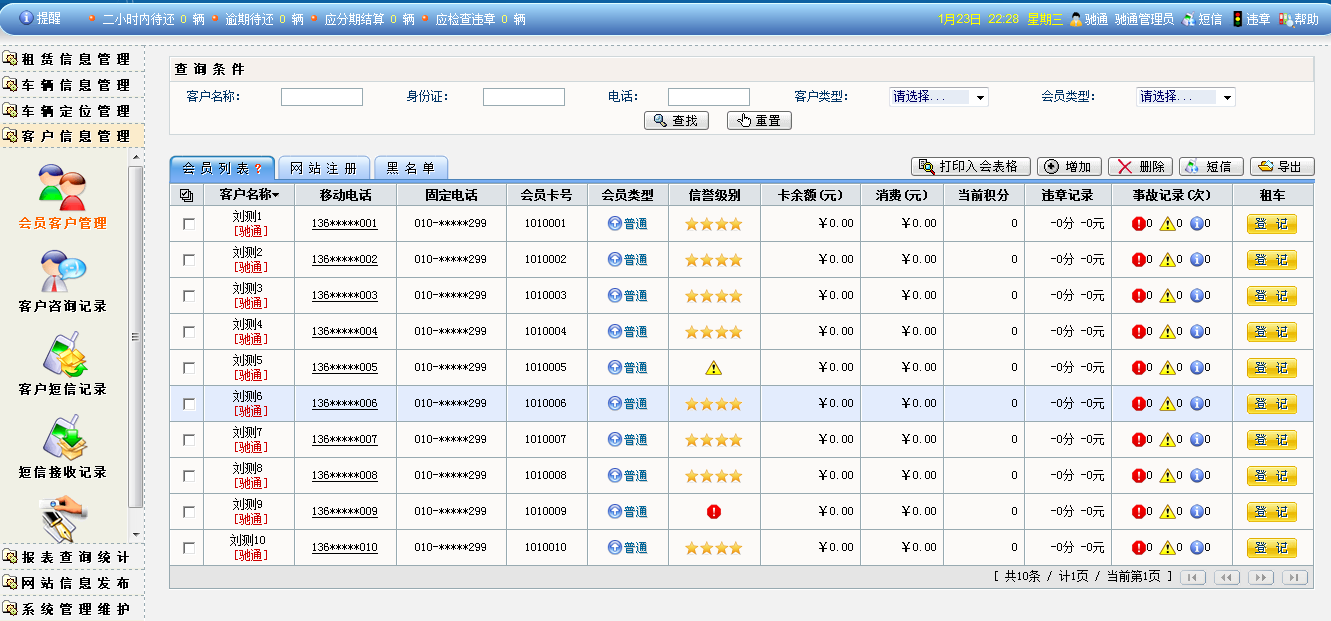 提醒 二小时内待还 0 辆 逾期待还 0 辆 应分期结算 0 辆 应检查违章 0 辆 1月23日 22:28 星期三 驰通 驰通管理员 短信 违章 帮助
租赁信息管理
车辆信息管理
车辆定位管理
客户信息管理
会员客户管理
客户咨询记录
客户短信记录
短信接收记录
报表查询统计
网站信息发布
系统管理维护
查询条件
客户名称： 身份证： 电话： 客户类型： 请选择... 会员类型： 请选择...
查找 重置
会员列表? 网站注册 黑名单 打印入会表格 增加 删除 短信 导出
客户名称 移动电话 固定电话 会员卡号 会员类型 信誉级别 卡余额(元) 消费(元) 当前积分 违章记录 事故记录(次) 租车
刘测1
[驰通] 136*****001 010-*****299 1010001 普通 ￥0.00 ￥0.00 0 -0分 -0元 0 0 0 登 记
刘测2
[驰通] 136*****002 010-*****299 1010002 普通 ￥0.00 ￥0.00 0 -0分 -0元 0 0 0 登 记
刘测3
[驰通] 136*****003 010-*****299 1010003 普通 ￥0.00 ￥0.00 0 -0分 -0元 0 0 0 登 记
刘测4
[驰通] 136*****004 010-*****299 1010004 普通 ￥0.00 ￥0.00 0 -0分 -0元 0 0 0 登 记
刘测5
[驰通] 136*****005 010-*****299 1010005 普通 ￥0.00 ￥0.00 0 -0分 -0元 0 0 0 登 记
刘测6
[驰通] 136*****006 010-*****299 1010006 普通 ￥0.00 ￥0.00 0 -0分 -0元 0 0 0 登 记
刘测7
[驰通] 136*****007 010-*****299 1010007 普通 ￥0.00 ￥0.00 0 -0分 -0元 0 0 0 登 记
刘测8
[驰通] 136*****008 010-*****299 1010008 普通 ￥0.00 ￥0.00 0 -0分 -0元 0 0 0 登 记
刘测9
[驰通] 136*****009 010-*****299 1010009 普通 ￥0.00 ￥0.00 0 -0分 -0元 0 0 0 登 记
刘测10
[驰通] 136*****010 010-*****299 1010010 普通 ￥0.00 ￥0.00 0 -0分 -0元 0 0 0 登 记
[ 共10条 / 计1页 / 当前第1页 ]